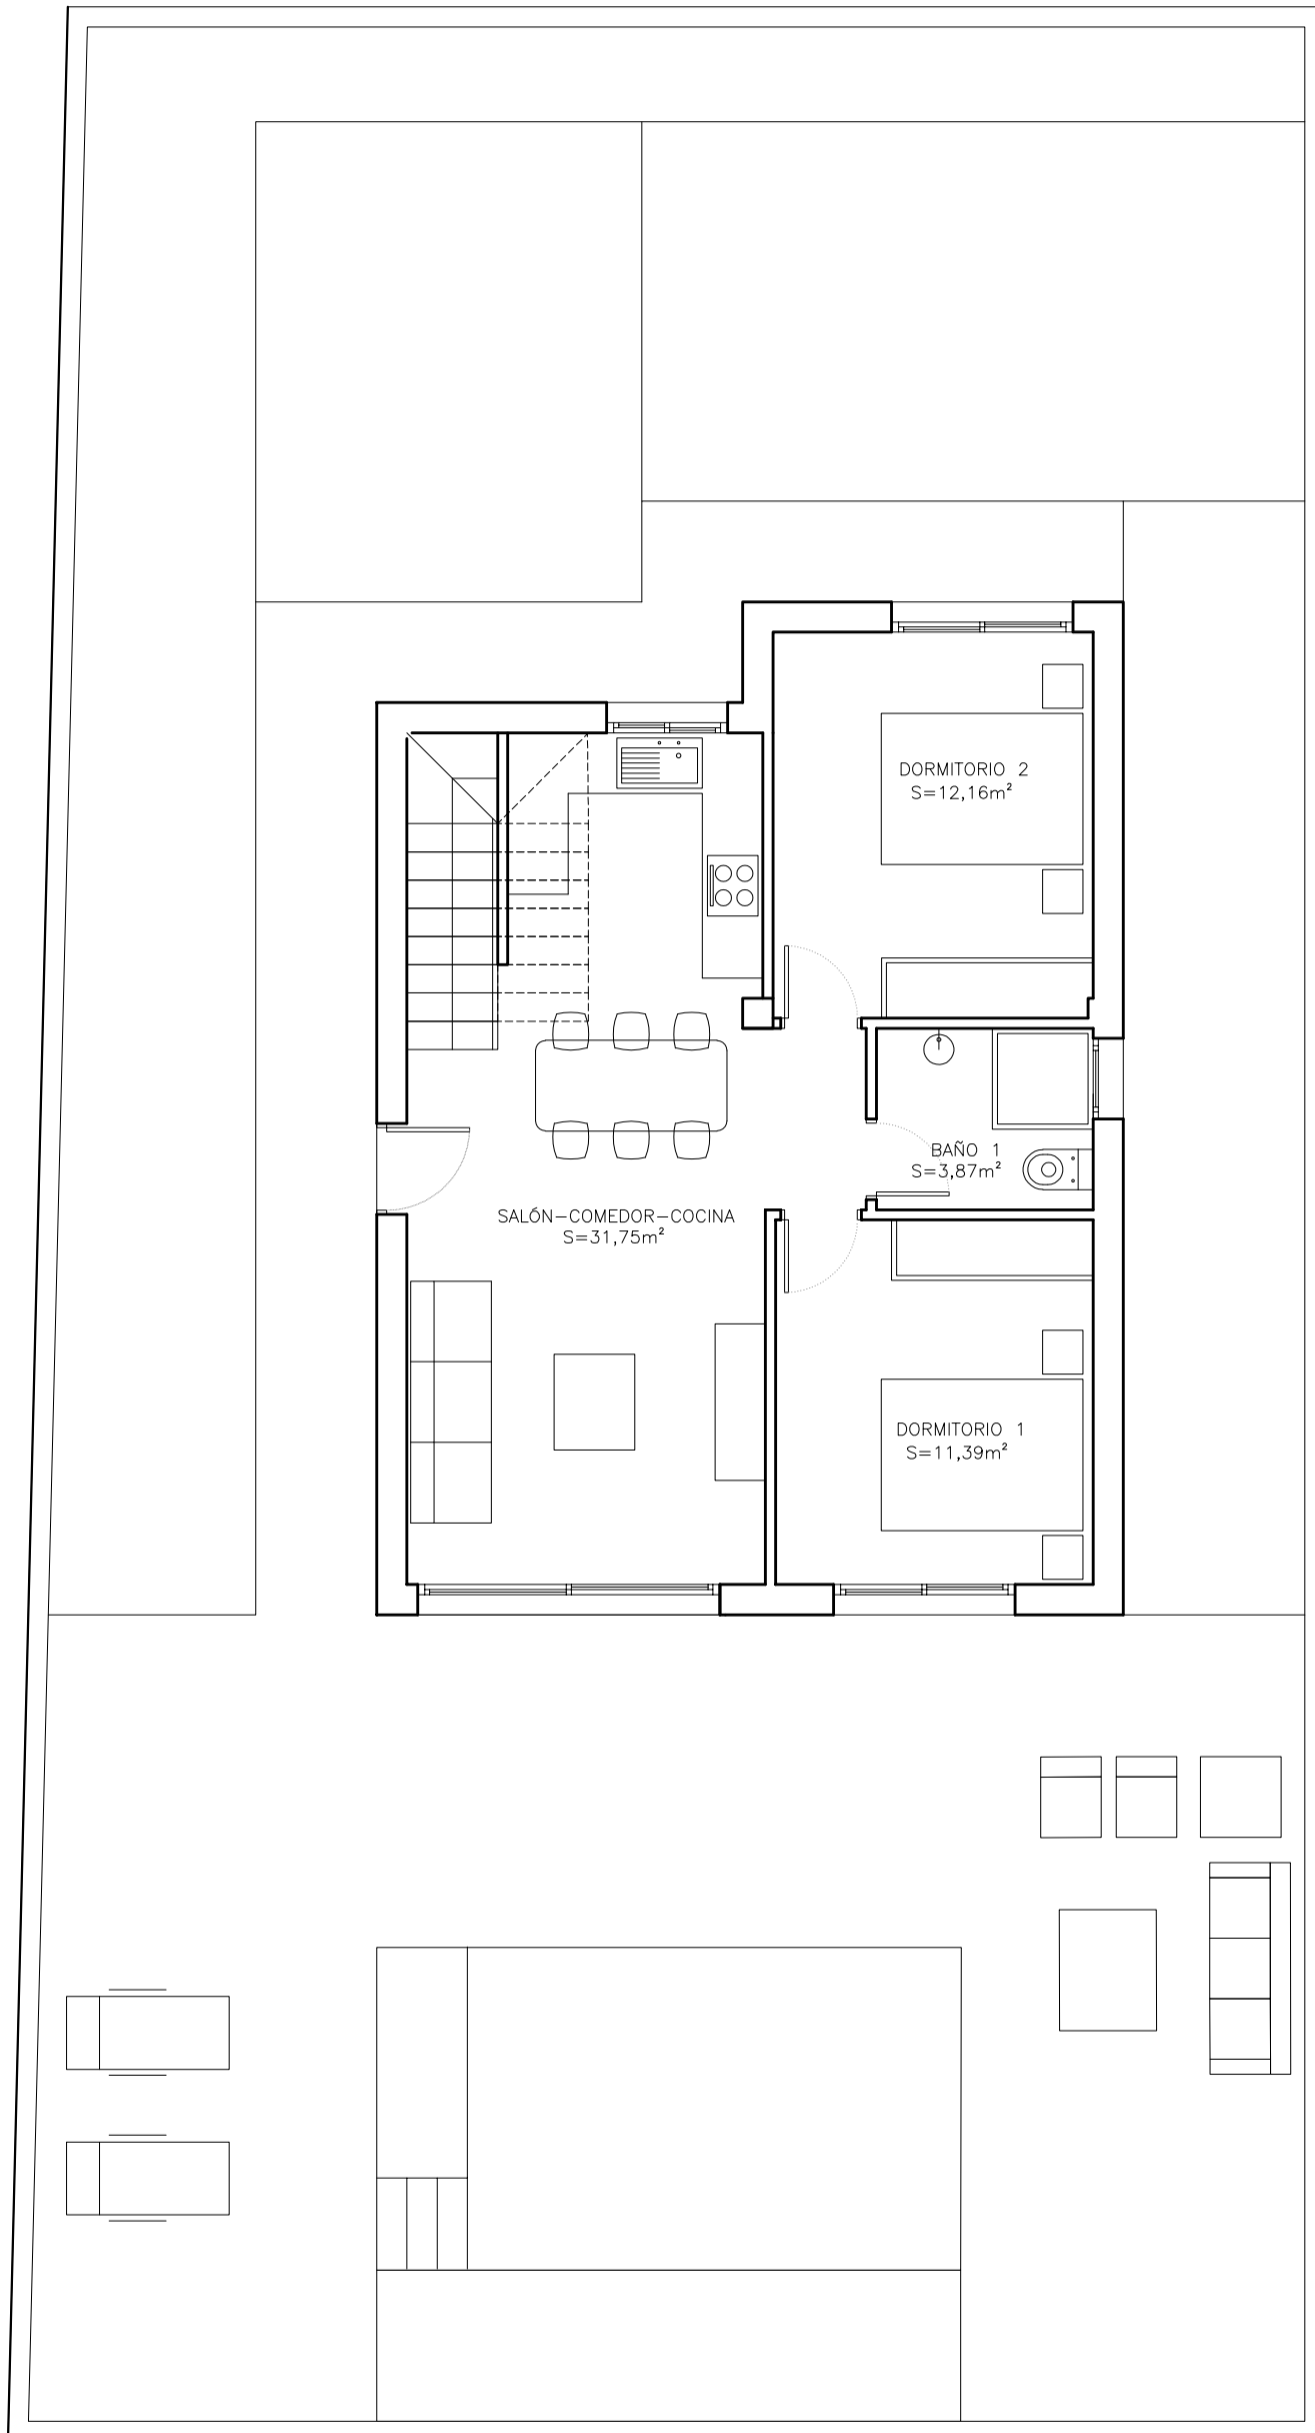 DORMITORIO 2
S=12,16m²
BAÑO 1
S=3,87m²
SALÓN-COMEDOR-COCINA
S=31,75m²
DORMITORIO 1
S=11,39m²